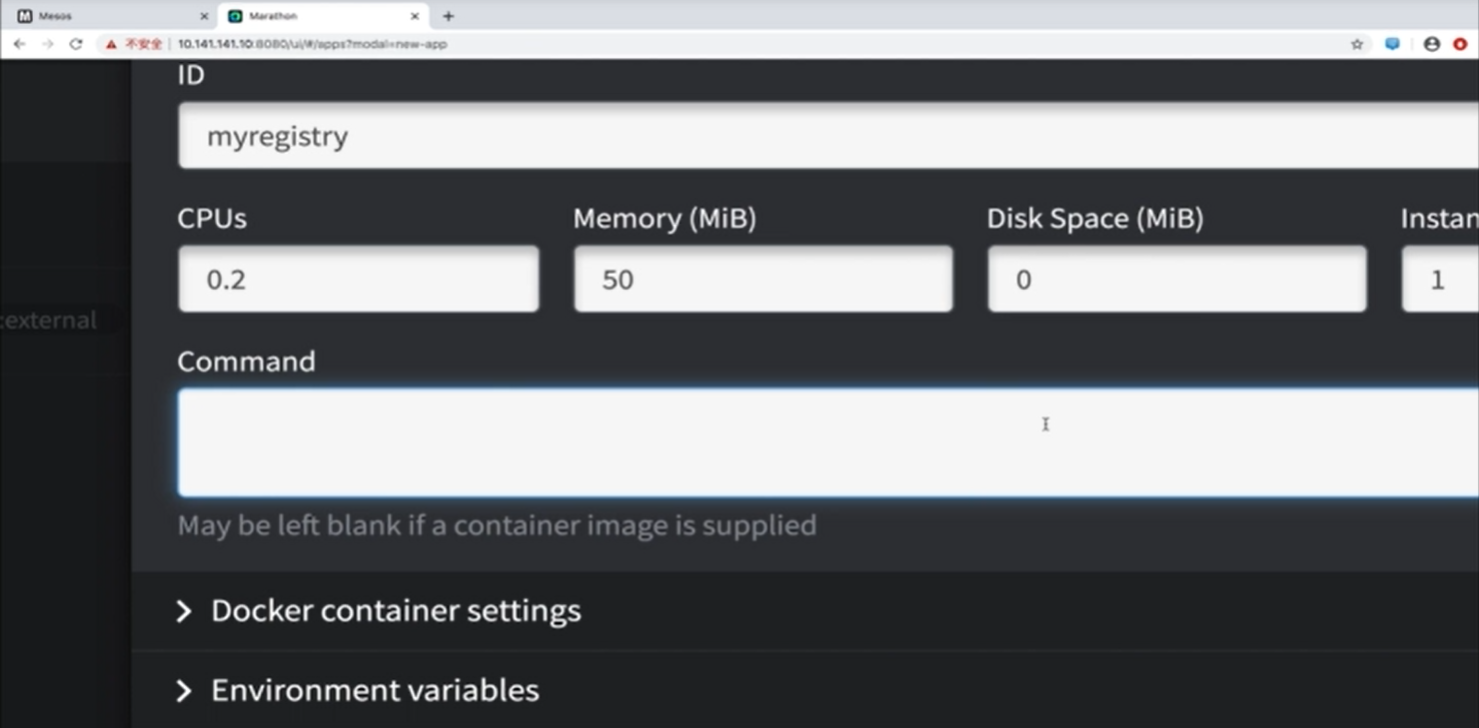 Mesos
Marathon
不安全 10.141.141.10:8080/ui/#/apps?modal=new-app
ID
myregistry
CPUs Memory (MiB) Disk Space (MiB) Instan
0.2 50 0 1
:external
Command
May be left blank if a container image is supplied
Docker container settings
Environment variables